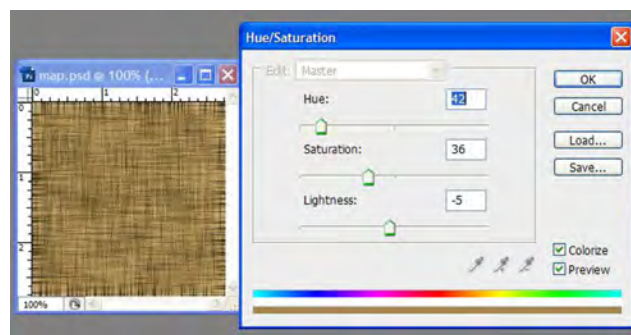 Hue/Saturation
map.psd @ 100% (...
Edit: Master
OK
Hue: 42
Cancel
0 1 2
0
Load...
Saturation: 36
Save...
1
Lightness: -5
2
Colorize
Preview
100%